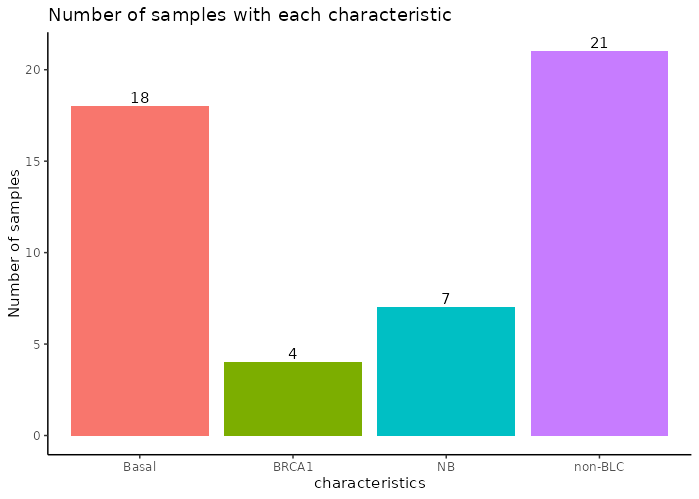 Number of samples with each characteristic
21
20
18
15
10
7
5
4
0
Number of samples
Basal BRCA1 NB non-BLC
characteristics